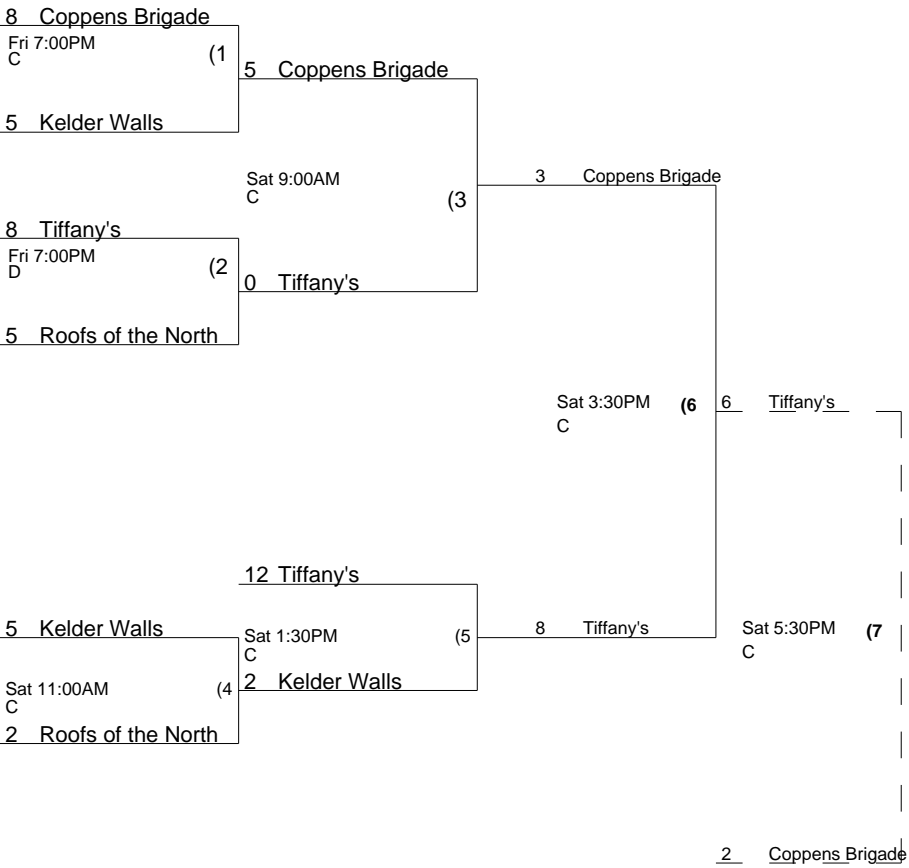 8 Coppens Brigade
Fri 7:00PM
C
(1
5 Coppens Brigade
5 Kelder Walls
Sat 9:00AM
C
(3
3 Coppens Brigade
8 Tiffany's
Fri 7:00PM
D
(2
0 Tiffany's
5 Roofs of the North
Sat 3:30PM
C
(6
6 Tiffany's
12 Tiffany's
5 Kelder Walls
Sat 1:30PM
C
(5
8 Tiffany's
Sat 5:30PM
C
(7
Sat 11:00AM
C
(4
2 Kelder Walls
2 Roofs of the North
2 Coppens Brigade